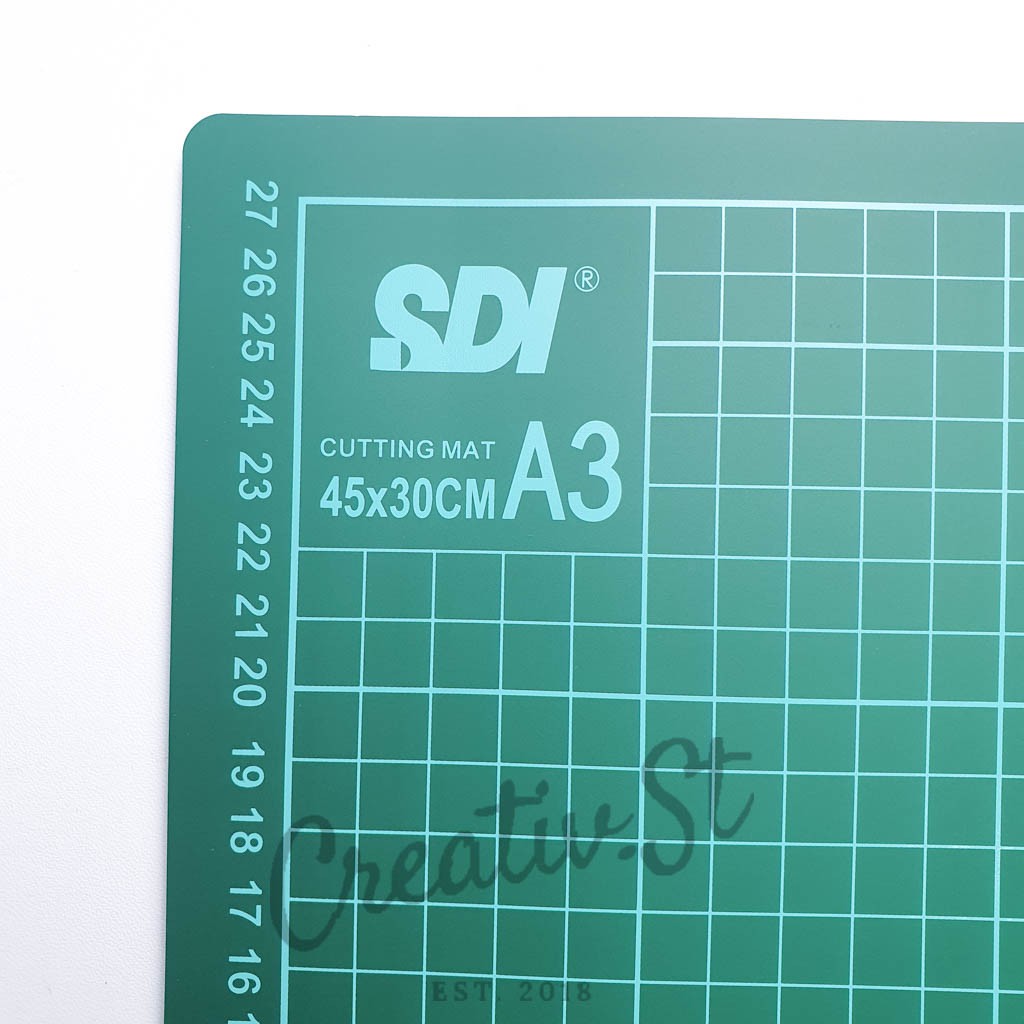 SDI®
CUTTING MAT
45x30CM A3
27
26
25
24
23
22
21
20
19
18
17
16
Creativ.St
EST. 2018